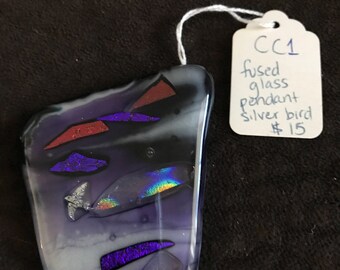 CC1
fused
glass
pendant
silver bird
$15